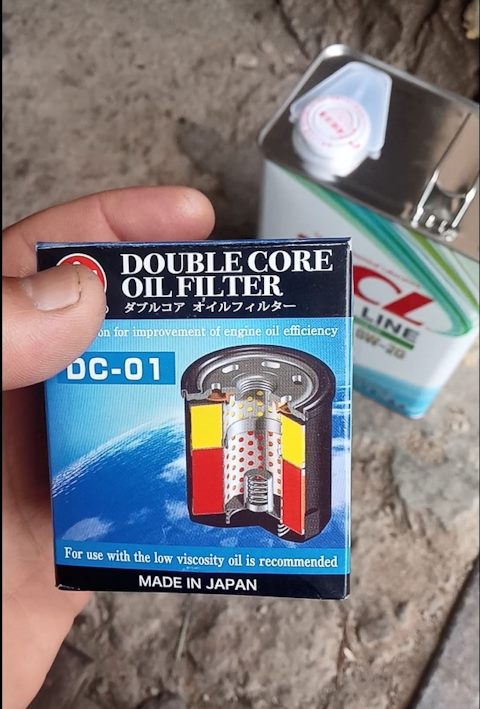 DOUBLE CORE
OIL FILTER
ダブルコア オイルフィルター
for improvement of engine oil efficiency
DC-01
For use with the low viscosity oil is recommended
MADE IN JAPAN
CL
LINE
0W-20